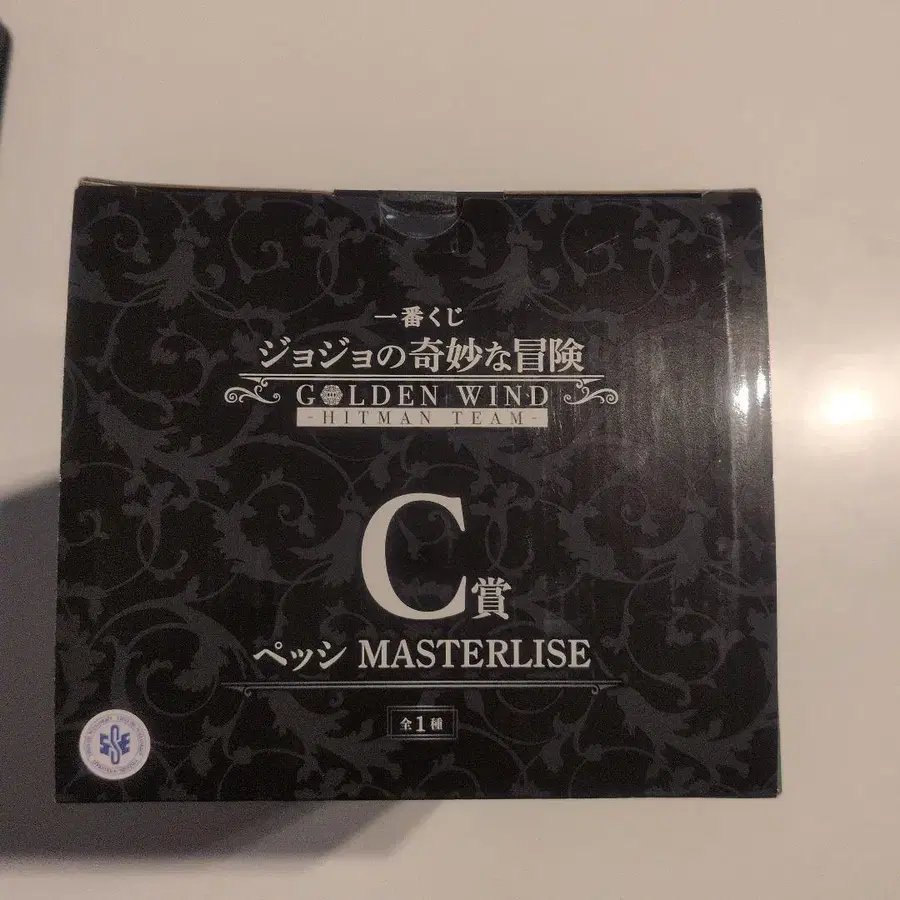 一番くじ
ジョジョの奇妙な冒険
GOLDEN WIND
-HITMAN TEAM-
C賞
ペッシ MASTERLISE
全1種